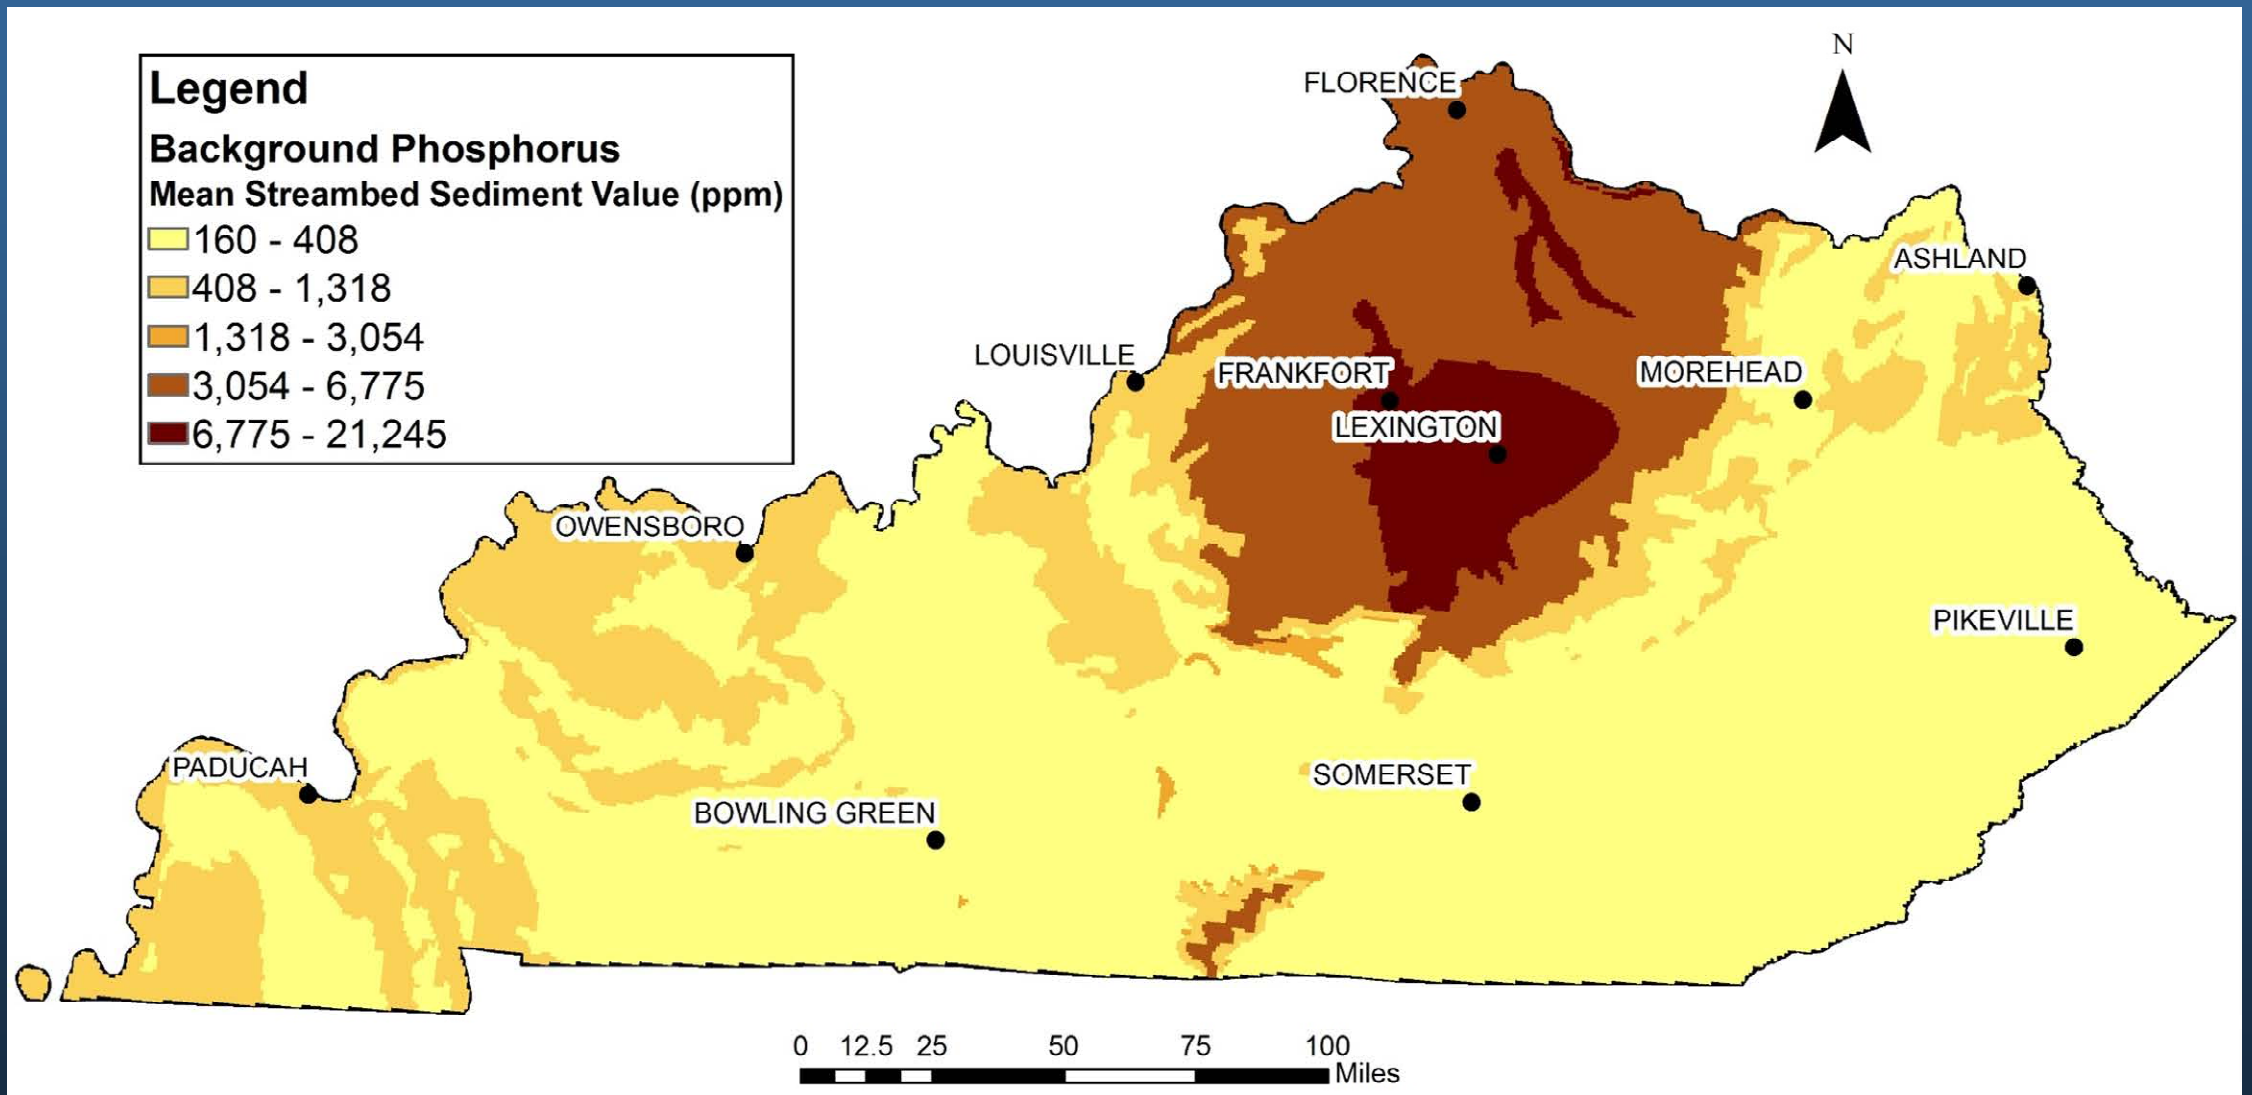 Legend
Background Phosphorus
Mean Streambed Sediment Value (ppm)
160 - 408
408 - 1,318
1,318 - 3,054
3,054 - 6,775
6,775 - 21,245
N
FLORENCE
ASHLAND
LOUISVILLE
FRANKFORT
MOREHEAD
LEXINGTON
OWENSBORO
PIKEVILLE
PADUCAH
SOMERSET
BOWLING GREEN
0 12.5 25 50 75 100
Miles